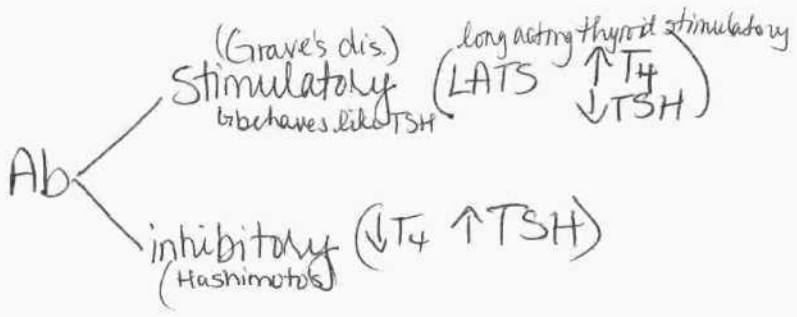 (Grave's dis.)
long acting thyroid stimulatory
Stimulatory (LATS ↑T4
↳behaves like TSH ↓TSH)
Ab
inhibitory (↓T4 ↑TSH)
(Hashimoto's)